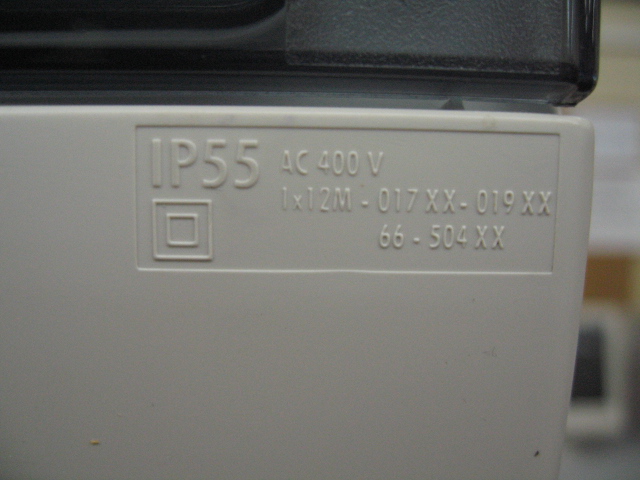 IP55 AC 400 V
1x12M - 017 XX - 019 XX
66 - 504 XX